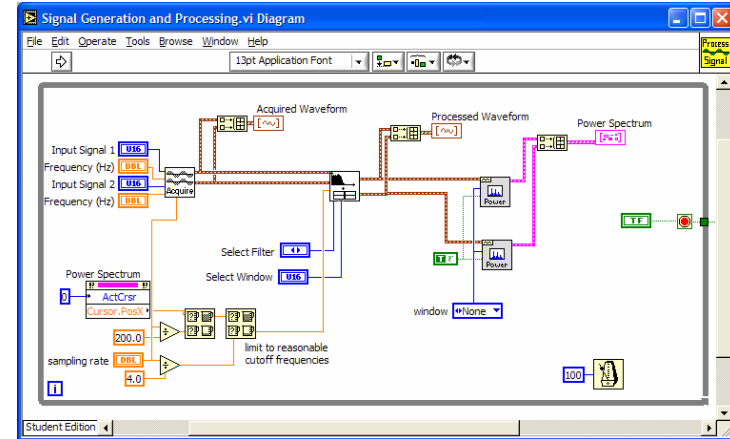 Signal Generation and Processing.vi Diagram
File Edit Operate Tools Browse Window Help
13pt Application Font
Process
Signal
Acquired Waveform
Processed Waveform
Power Spectrum
Input Signal 1 U16
Frequency (Hz) DBL
Input Signal 2 U16
Frequency (Hz) DBL
Acquire
Power
TF
Select Filter
Select Window U16
TF
Power
Power Spectrum
0 ActCrsr
Cursor.PosX
window None
200.0
limit to reasonable
cutoff frequencies
sampling rate DBL
4.0
100
i
Student Edition